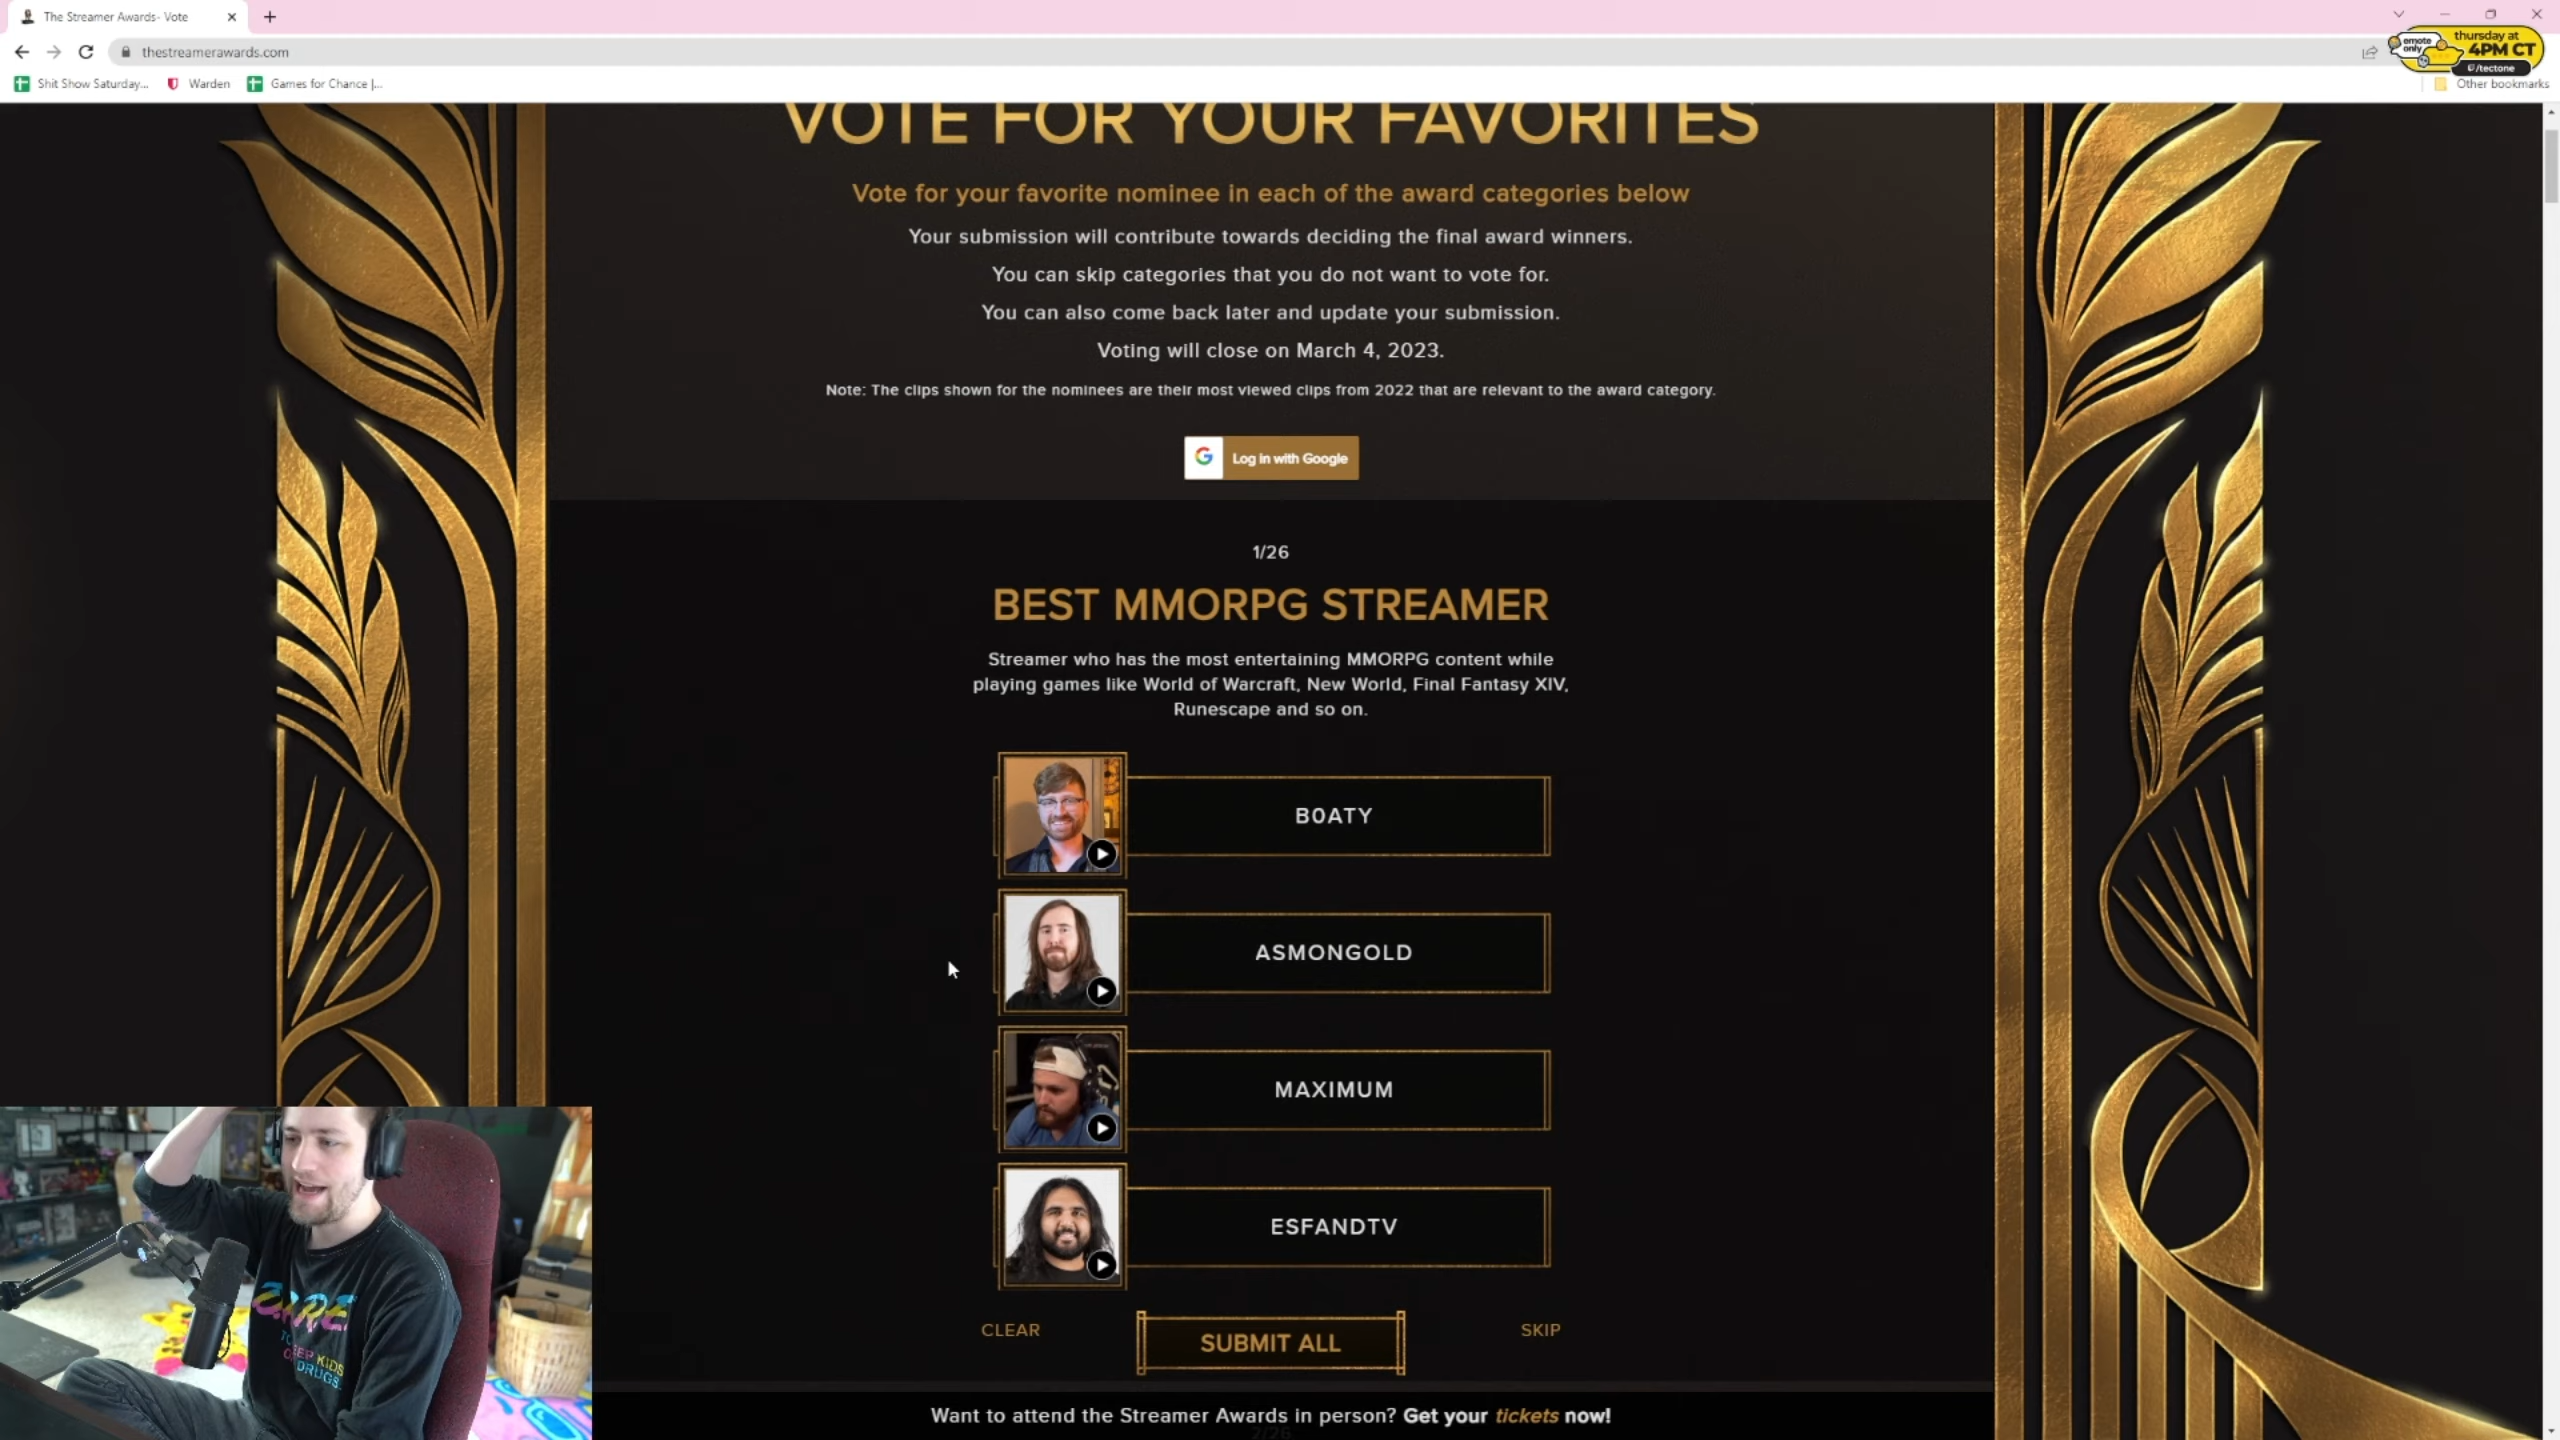 The Streamer Awards- Vote
thestreamerawards.com
emote only
thursday at
4PM CT
/tectone
Shit Show Saturday...
Warden
Games for Chance |...
Other bookmarks
VOTE FOR YOUR FAVORITES
Vote for your favorite nominee in each of the award categories below
Your submission will contribute towards deciding the final award winners.
You can skip categories that you do not want to vote for.
You can also come back later and update your submission.
Voting will close on March 4, 2023.
Note: The clips shown for the nominees are their most viewed clips from 2022 that are relevant to the award category.
G Log in with Google
1/26
BEST MMORPG STREAMER
Streamer who has the most entertaining MMORPG content while
playing games like World of Warcraft, New World, Final Fantasy XIV,
Runescape and so on.
B0ATY
ASMONGOLD
MAXIMUM
ESFANDTV
CLEAR
SUBMIT ALL
SKIP
Want to attend the Streamer Awards in person? Get your tickets now!
2/26
KIDS
DRUGS